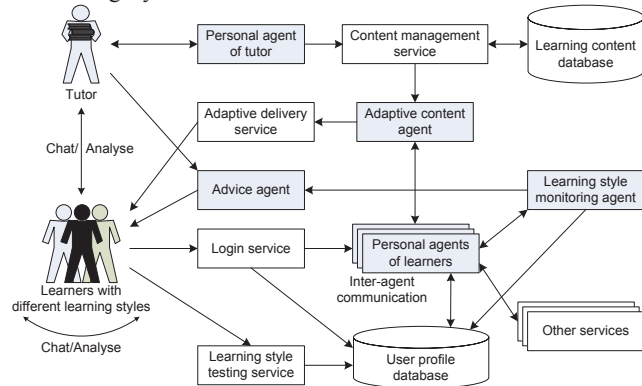 Personal agent
of tutor
Content management
service
Learning content
database
Tutor
Adaptive delivery
service
Adaptive content
agent
Chat/ Analyse
Advice agent
Learning style
monitoring agent
Login service
Personal agents
of learners
Inter-agent
communication
Learners with
different learning styles
Other services
Chat/Analyse
Learning style
testing service
User profile
database